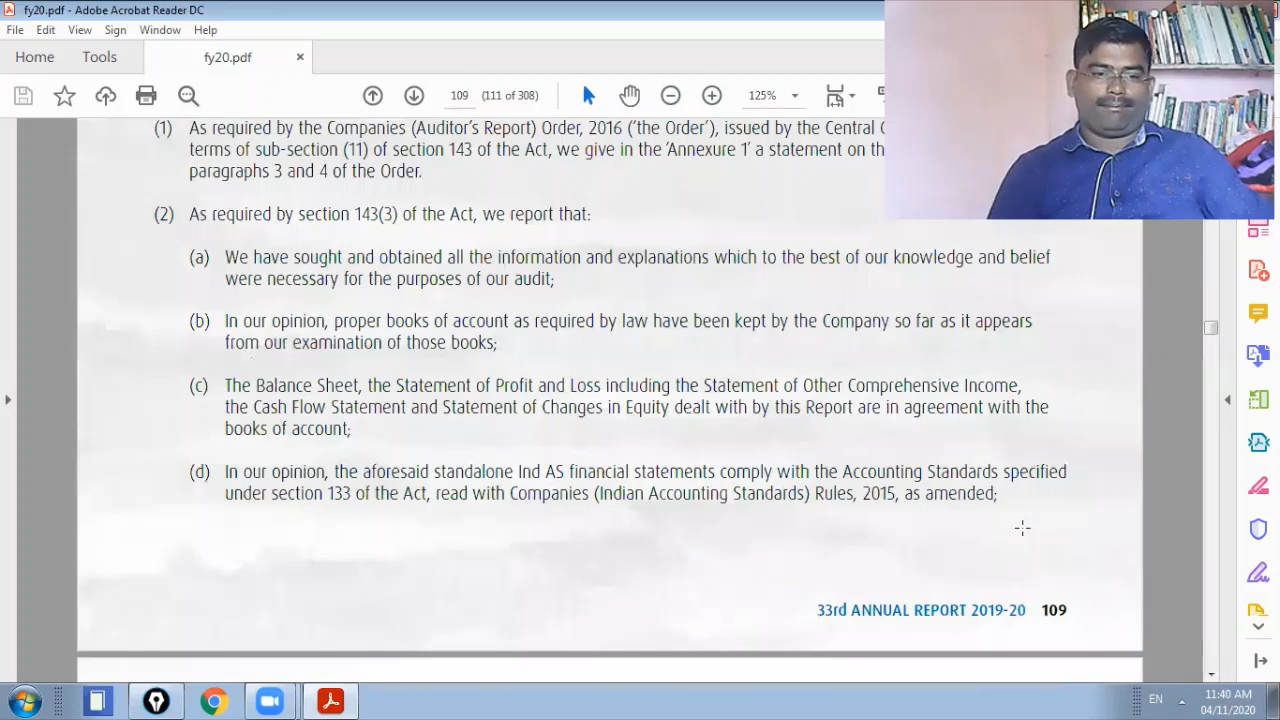 fy20.pdf - Adobe Acrobat Reader DC
File Edit View Sign Window Help
Home Tools fy20.pdf ×
109 (111 of 308) 125%
(1) As required by the Companies (Auditor's Report) Order, 2016 ('the Order'), issued by the Central
terms of sub-section (11) of section 143 of the Act, we give in the 'Annexure 1' a statement on the
paragraphs 3 and 4 of the Order.
(2) As required by section 143(3) of the Act, we report that:
(a) We have sought and obtained all the information and explanations which to the best of our knowledge and belief
were necessary for the purposes of our audit;
(b) In our opinion, proper books of account as required by law have been kept by the Company so far as it appears
from our examination of those books;
(c) The Balance Sheet, the Statement of Profit and Loss including the Statement of Other Comprehensive Income,
the Cash Flow Statement and Statement of Changes in Equity dealt with by this Report are in agreement with the
books of account;
(d) In our opinion, the aforesaid standalone Ind AS financial statements comply with the Accounting Standards specified
under section 133 of the Act, read with Companies (Indian Accounting Standards) Rules, 2015, as amended;
33rd ANNUAL REPORT 2019-20 109
EN 11:40 AM
04/11/2020